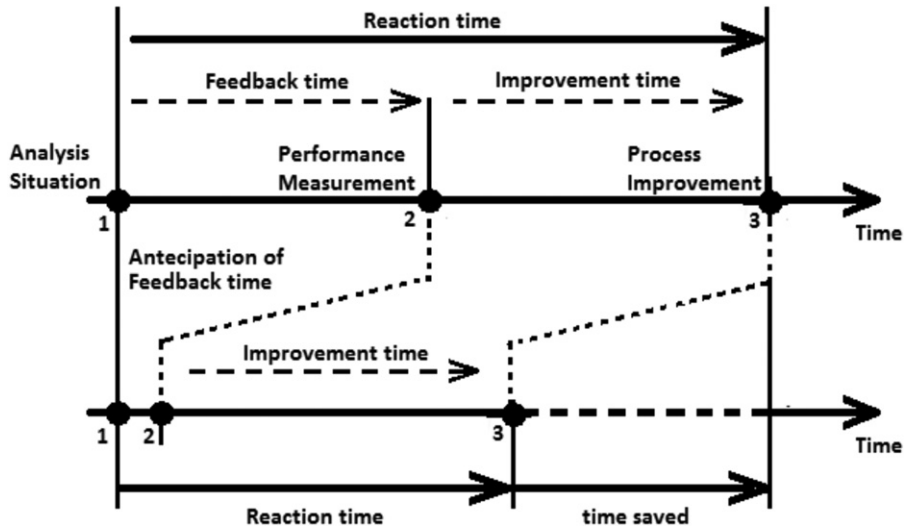 Reaction time
Feedback time
Improvement time
Analysis
Situation
Performance
Measurement
Process
Improvement
1
2
3
Time
Antecipation of
Feedback time
Improvement time
1
2
3
Time
Reaction time
time saved